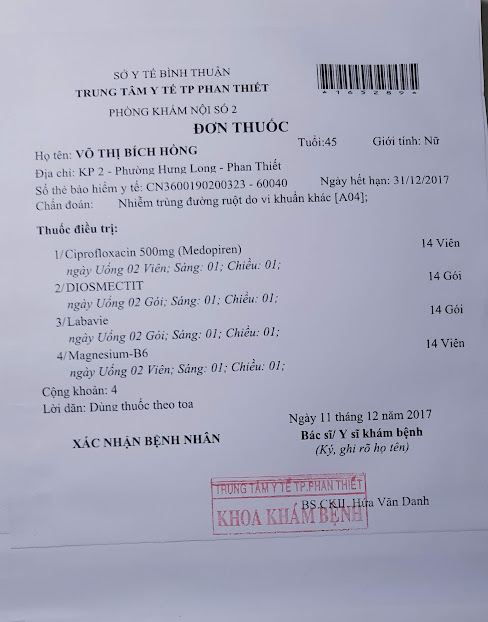 SỞ Y TẾ BÌNH THUẬN
TRUNG TÂM Y TẾ TP PHAN THIẾT
PHÒNG KHÁM NỘI SỐ 2
*4165289*
ĐƠN THUỐC
Họ tên: VÕ THỊ BÍCH HỒNG Tuổi:45 Giới tính: Nữ
Địa chỉ: KP 2 - Phường Hưng Long - Phan Thiết
Số thẻ bảo hiểm y tế: CN3600190200323 - 60040 Ngày hết hạn: 31/12/2017
Chẩn đoán: Nhiễm trùng đường ruột do vi khuẩn khác [A04];
Thuốc điều trị:
1/Ciprofloxacin 500mg (Medopiren) 14 Viên
ngày Uống 02 Viên; Sáng: 01; Chiều: 01;
2/DIOSMECTIT 14 Gói
ngày Uống 02 Gói; Sáng: 01; Chiều: 01;
3/Labavie 14 Gói
ngày Uống 02 Gói; Sáng: 01; Chiều: 01;
4/Magnesium-B6 14 Viên
ngày Uống 02 Viên; Sáng: 01; Chiều: 01;
Cộng khoản: 4
Lời dãn: Dùng thuốc theo toa
Ngày 11 tháng 12 năm 2017
XÁC NHẬN BỆNH NHÂN Bác sĩ/ Y sĩ khám bệnh
(Ký, ghi rõ họ tên)
TRUNG TÂM Y TẾ TP.PHAN THIẾT
BS.CKII. Hứa Văn Danh
KHOA KHÁM BỆNH